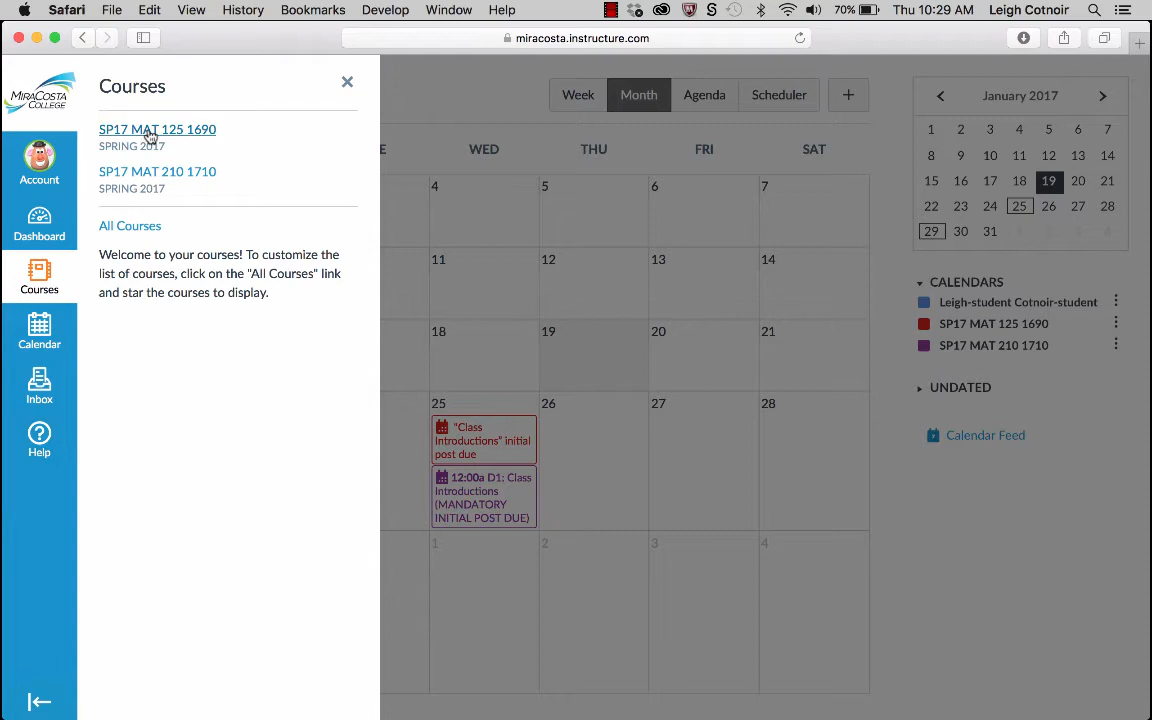 Safari File Edit View History Bookmarks Develop Window Help
S 70% Thu 10:29 AM Leigh Cotnoir
miracosta.instructure.com
MIRACOSTA
COLLEGE
Account
Dashboard
Courses
Calendar
Inbox
Help
Courses
SP17 MAT 125 1690
SPRING 2017
SP17 MAT 210 1710
SPRING 2017
All Courses
Welcome to your courses! To customize the
list of courses, click on the "All Courses" link
and star the courses to display.
Week Month Agenda Scheduler +
E WED THU FRI SAT
4 5 6 7
11 12 13 14
18 19 20 21
25 26 27 28
"Class
Introductions" initial
post due
12:00a D1: Class
Introductions
(MANDATORY
INITIAL POST DUE)
1 2 3 4
January 2017
1 2 3 4 5 6 7
8 9 10 11 12 13 14
15 16 17 18 19 20 21
22 23 24 25 26 27 28
29 30 31 1 2 3 4
CALENDARS
Leigh-student Cotnoir-student
SP17 MAT 125 1690
SP17 MAT 210 1710
UNDATED
Calendar Feed